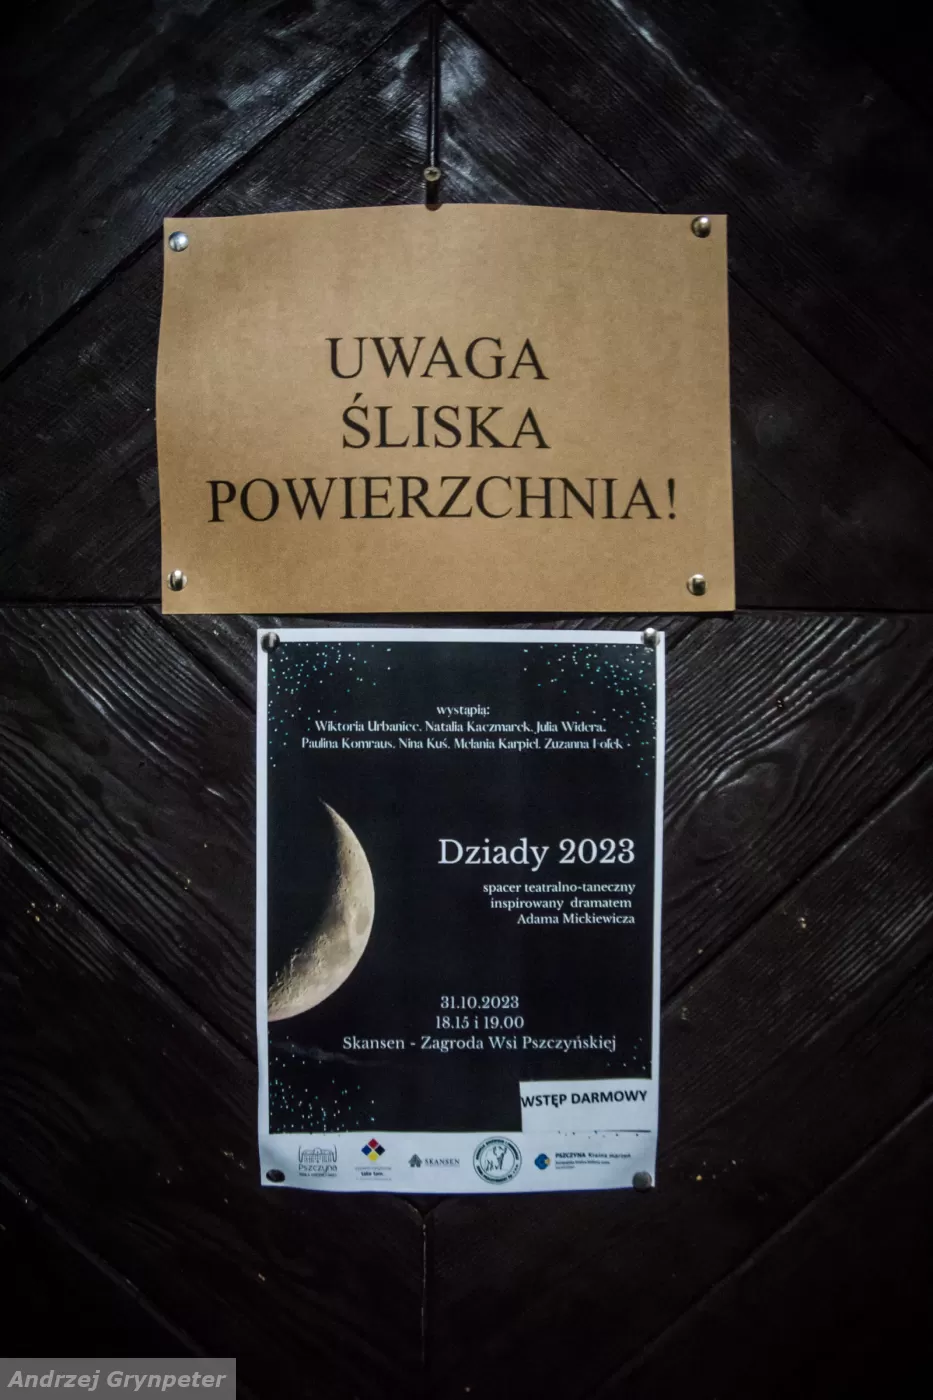 UWAGA
ŚLISKA
POWIERZCHNIA!
wystąpią:
Wiktoria Urbaniec, Natalia Kaczmarek, Julia Widera,
Paulina Komraus, Nina Kuś, Melania Karpiel, Zuzanna
Dziady 2023
spacer teatralno-taneczny
inspirowany dramatem
Adama Mickiewicza
31.10.2023
18.15 i 19.00
Skansen - Zagroda Wsi Pszczyńskiej
WSTĘP DARMOWY
Pszczyna
SKANSEN
PSZCZYNA Kraina marzeń
Andrzej Grynpeter